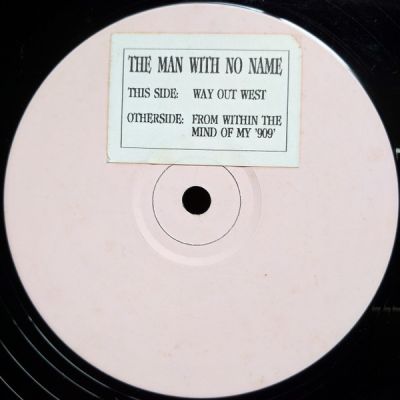 THE MAN WITH NO NAME
THIS SIDE: WAY OUT WEST
OTHERSIDE: FROM WITHIN THE
MIND OF MY '909'